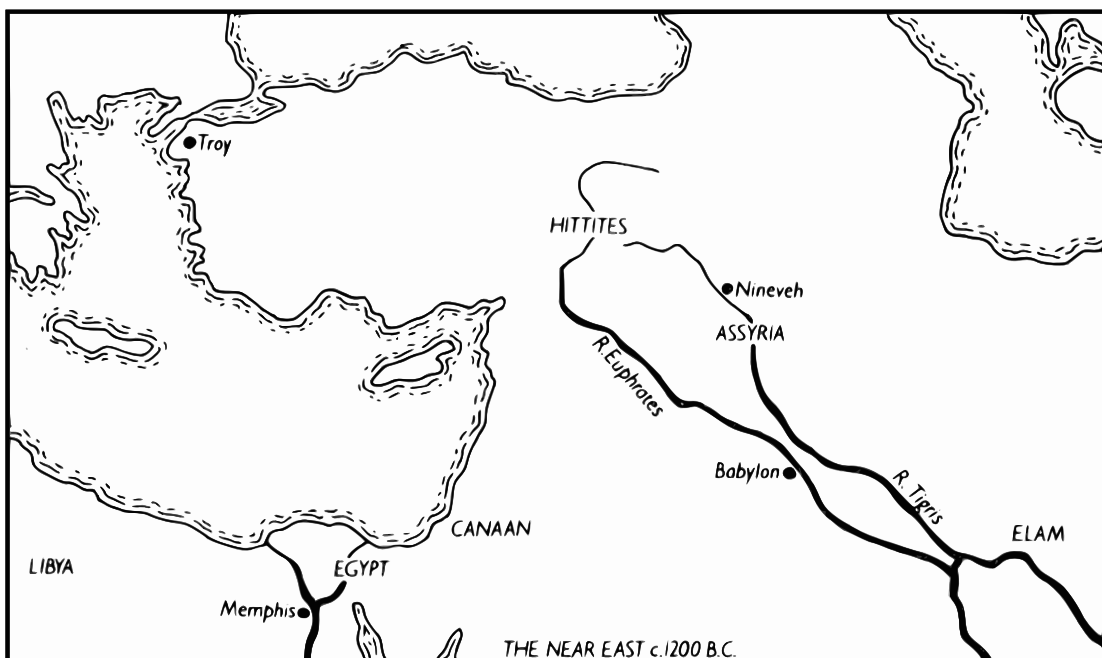 Troy
HITTITES
Nineveh
ASSYRIA
R. Euphrates
Babylon
R. Tigris
CANAAN
ELAM
LIBYA
EGYPT
Memphis
THE NEAR EAST c.1200 B.C.